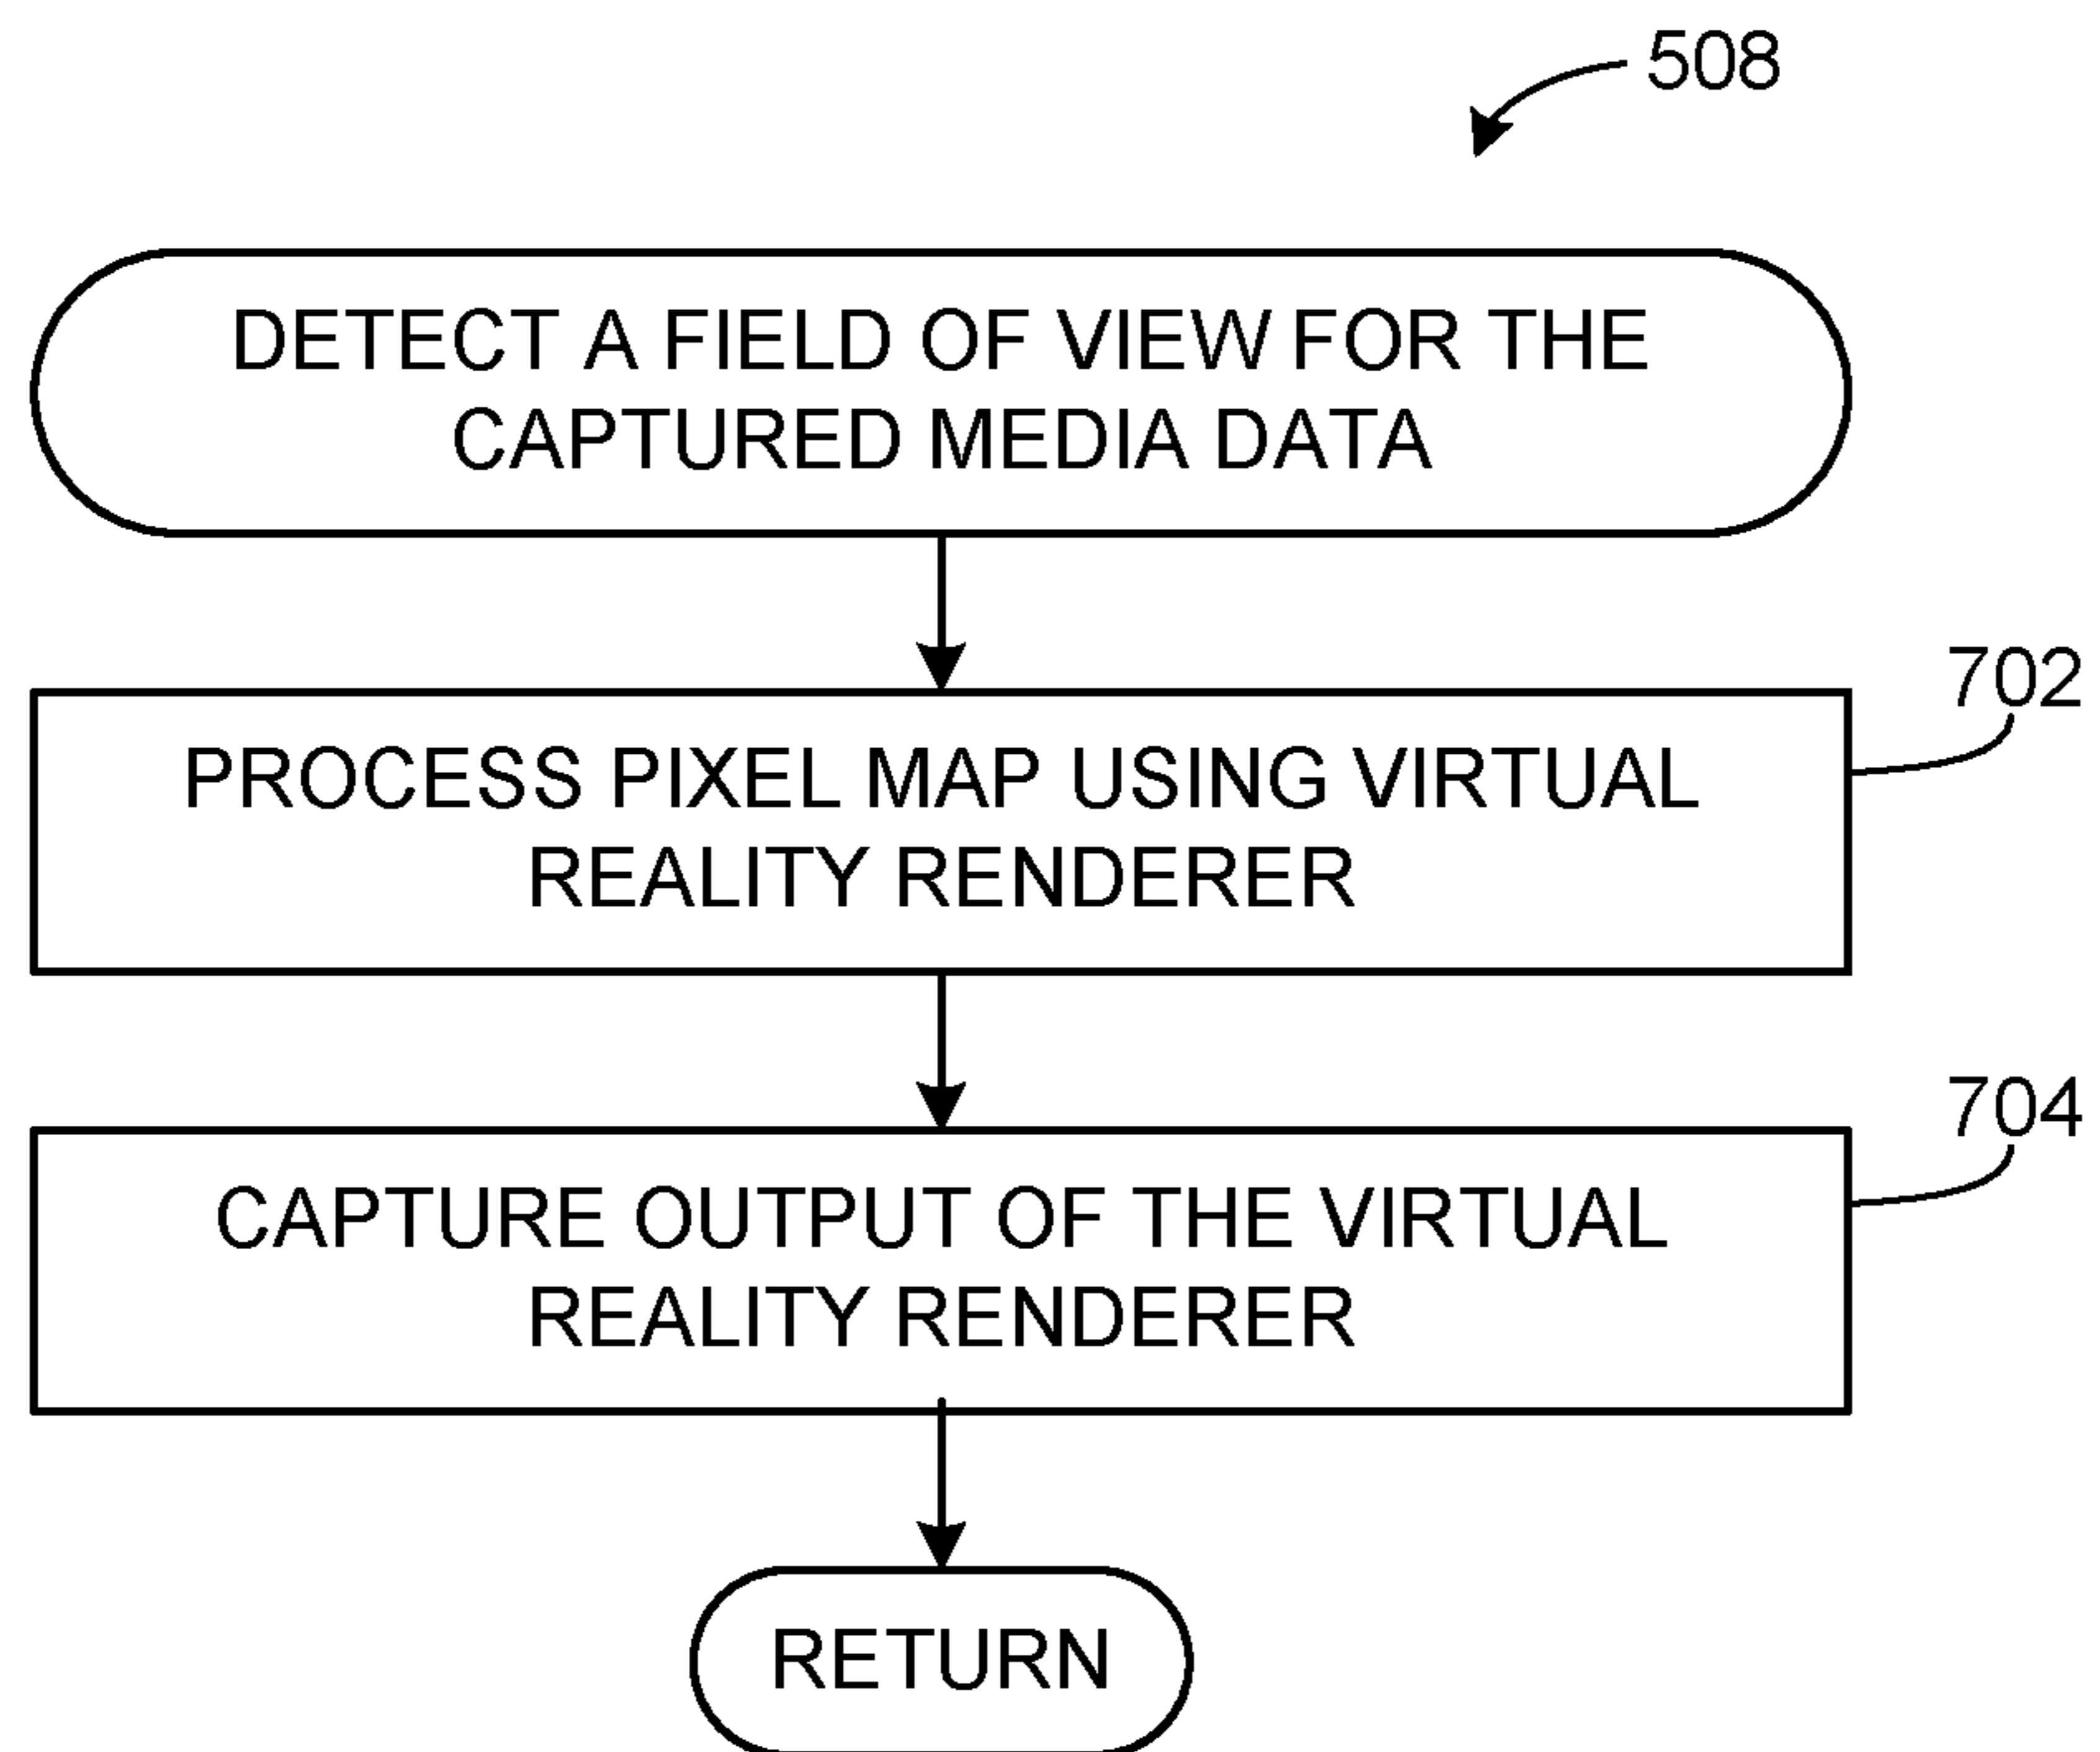 508
DETECT A FIELD OF VIEW FOR THE
CAPTURED MEDIA DATA
702
PROCESS PIXEL MAP USING VIRTUAL
REALITY RENDERER
704
CAPTURE OUTPUT OF THE VIRTUAL
REALITY RENDERER
RETURN